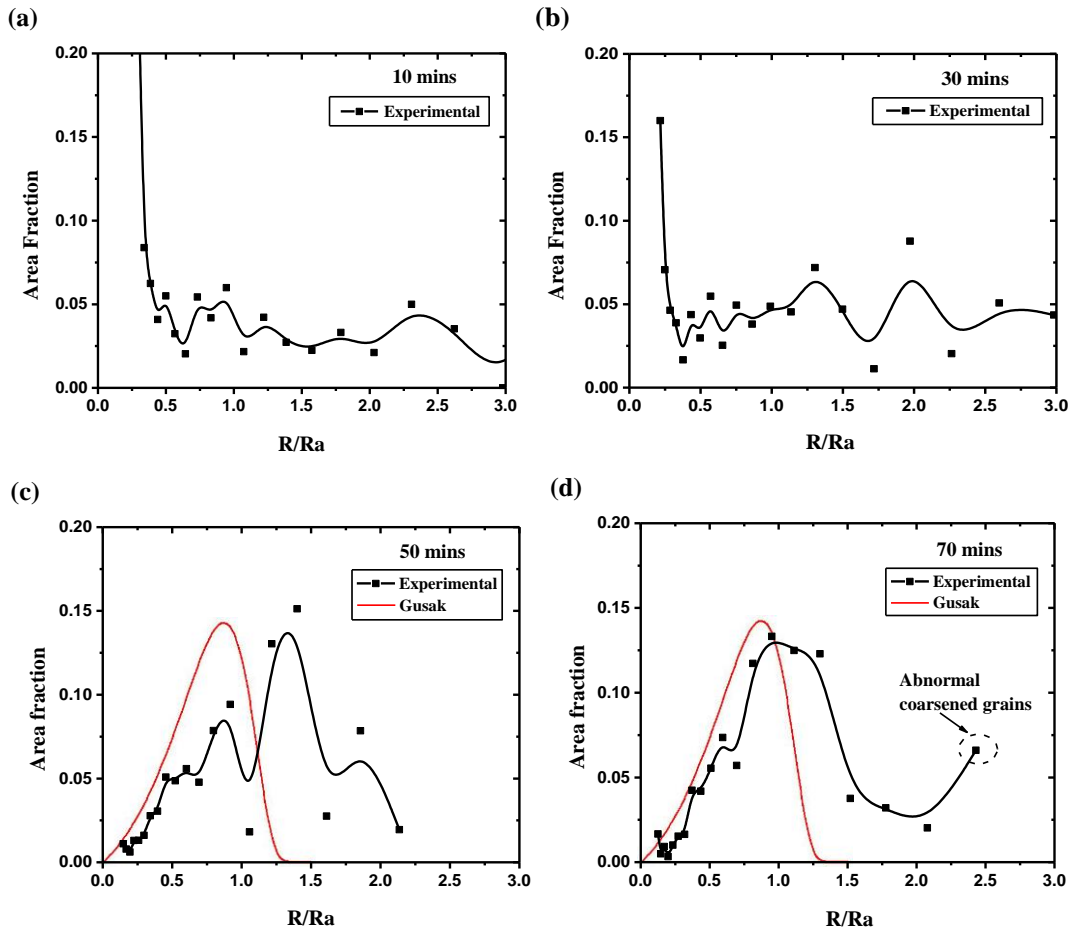 (a)
0.20
0.15
0.10
0.05
0.00
Area Fraction
10 mins
Experimental
0.0 0.5 1.0 1.5 2.0 2.5 3.0
R/Ra
(b)
0.20
0.15
0.10
0.05
0.00
Area Fraction
30 mins
Experimental
0.0 0.5 1.0 1.5 2.0 2.5 3.0
R/Ra
(c)
0.20
0.15
0.10
0.05
0.00
Area fraction
50 mins
Experimental
Gusak
0.0 0.5 1.0 1.5 2.0 2.5 3.0
R/Ra
(d)
0.20
0.15
0.10
0.05
0.00
Area fraction
70 mins
Experimental
Gusak
Abnormal
coarsened grains
0.0 0.5 1.0 1.5 2.0 2.5 3.0
R/Ra